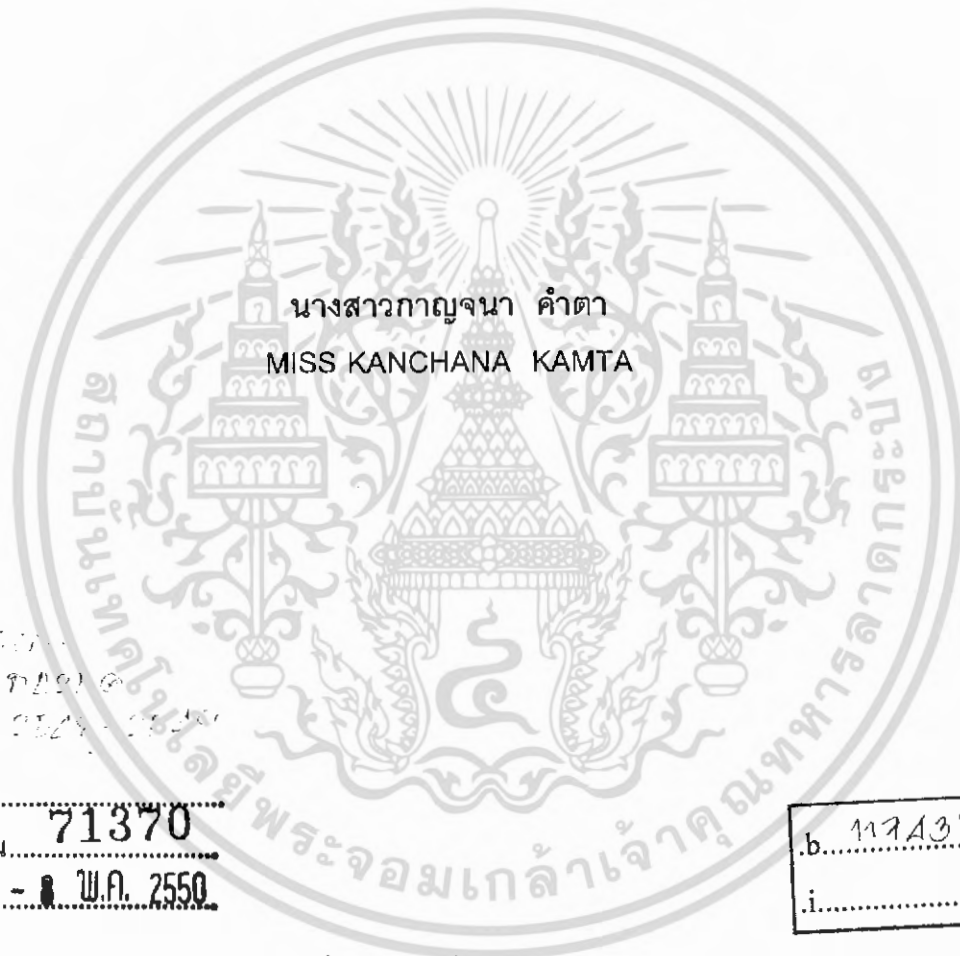 นางสาวกาญจนา คำตา
MISS KANCHANA KAMTA
สถาบันเทคโนโลยีพระจอมเกล้าเจ้าคุณทหารลาดกระบัง
๔
71370
- 8 พ.ค. 2550
.b
.i